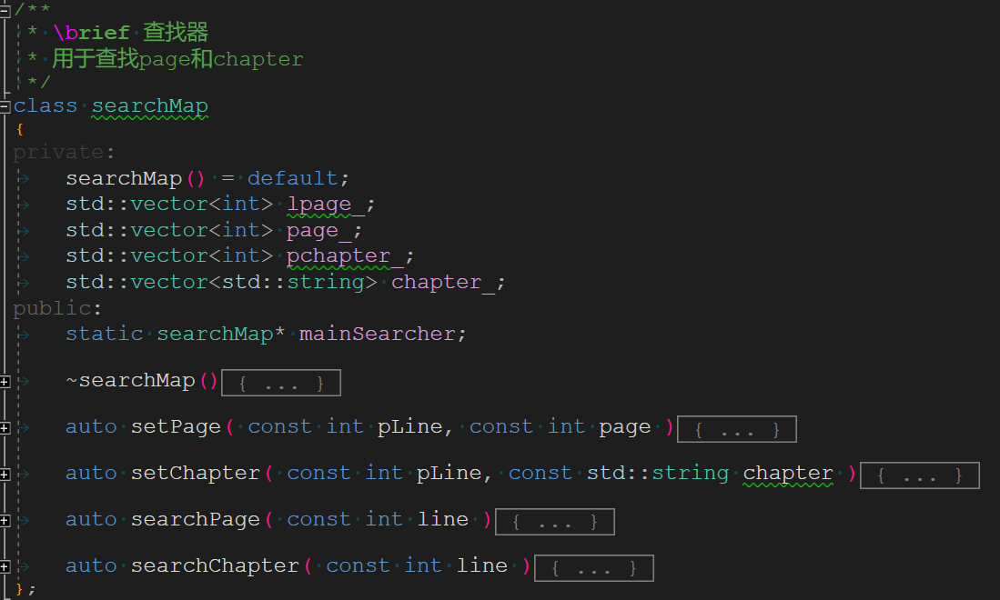 /**
* \brief 查找器
* 用于查找page和chapter
*/
class searchMap
{
private:
searchMap() = default;
std::vector<int> lpage_;
std::vector<int> page_;
std::vector<int> pchapter_;
std::vector<std::string> chapter_;
public:
static searchMap* mainSearcher;
~searchMap(){ ... }
auto setPage( const int pLine, const int page ){ ... }
auto setChapter( const int pLine, const std::string chapter ){ ... }
auto searchPage( const int line ){ ... }
auto searchChapter( const int line ){ ... }
};